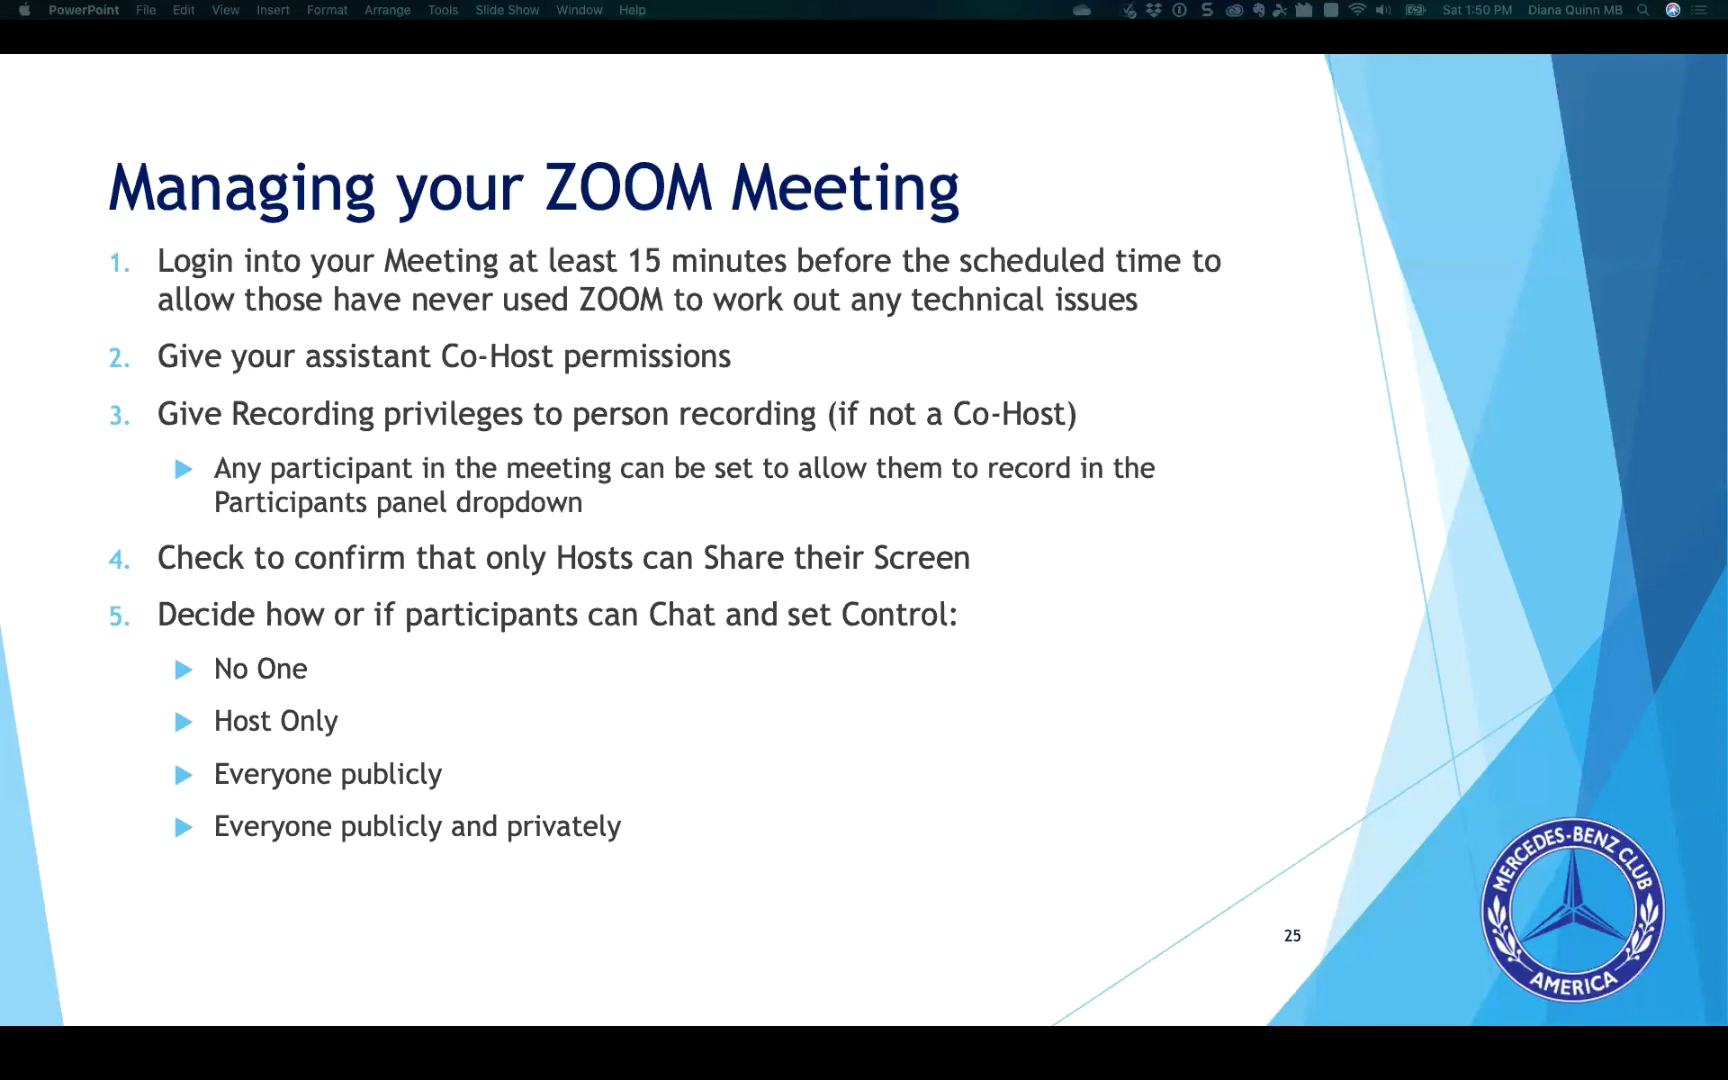 PowerPoint File Edit View Insert Format Arrange Tools Slide Show Window Help Sat 1:50 PM Diana Quinn MB
Managing your ZOOM Meeting
1. Login into your Meeting at least 15 minutes before the scheduled time to
allow those have never used ZOOM to work out any technical issues
2. Give your assistant Co-Host permissions
3. Give Recording privileges to person recording (if not a Co-Host)
Any participant in the meeting can be set to allow them to record in the
Participants panel dropdown
4. Check to confirm that only Hosts can Share their Screen
5. Decide how or if participants can Chat and set Control:
No One
Host Only
Everyone publicly
Everyone publicly and privately
25
MERCEDES-BENZ CLUB
AMERICA